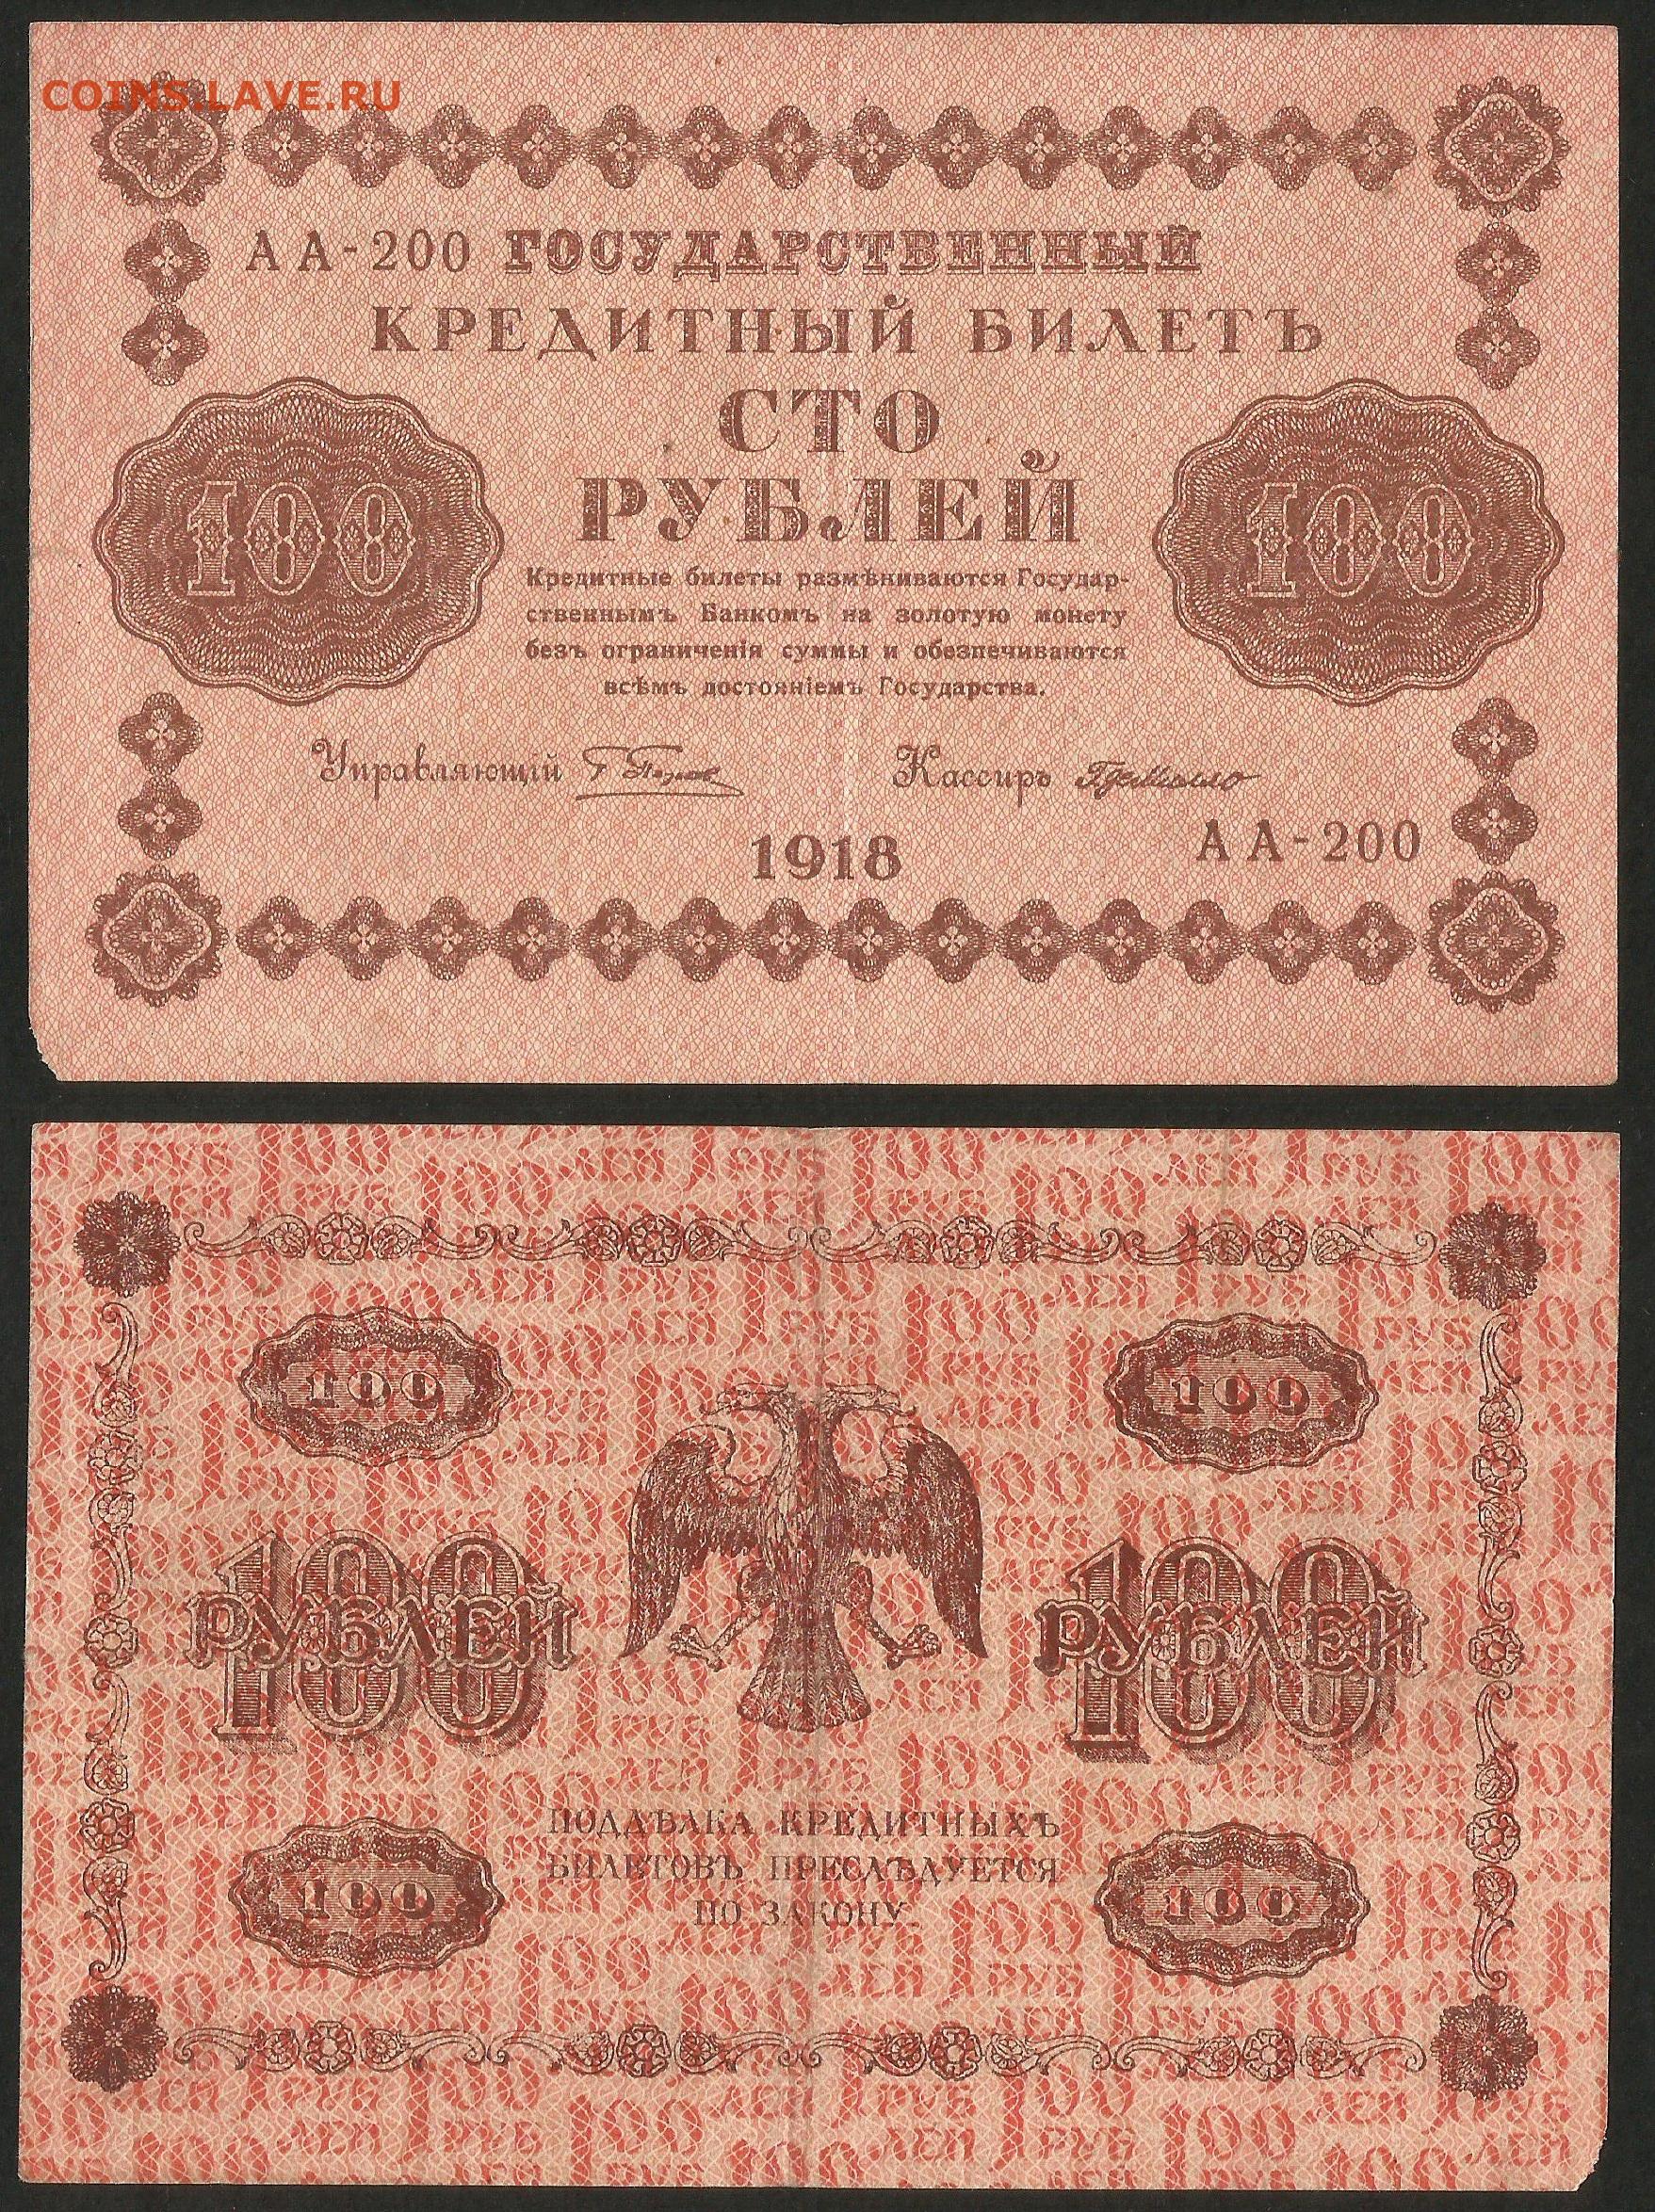 COINS.LAVE.RU
АА-200 ГОСУДАРСТВЕННЫЙ
КРЕДИТНЫЙ БИЛЕТЪ
СТО
РУБЛЕЙ
100
100
Кредитные билеты размѣниваются Государ-
ственнымъ Банкомъ на золотую монету
безъ ограниченія суммы и обезпечиваются
всѣмъ достояніемъ Государства.
Управляющій
Кассиръ
1918
АА-200
100
100
100 РУБЛЕЙ 100
100 РУБЛЕЙ 100
ПОДДѢЛКА КРЕДИТНЫХЪ
БИЛЕТОВЪ ПРЕСЛѢДУЕТСЯ
ПО ЗАКОНУ.
100
100